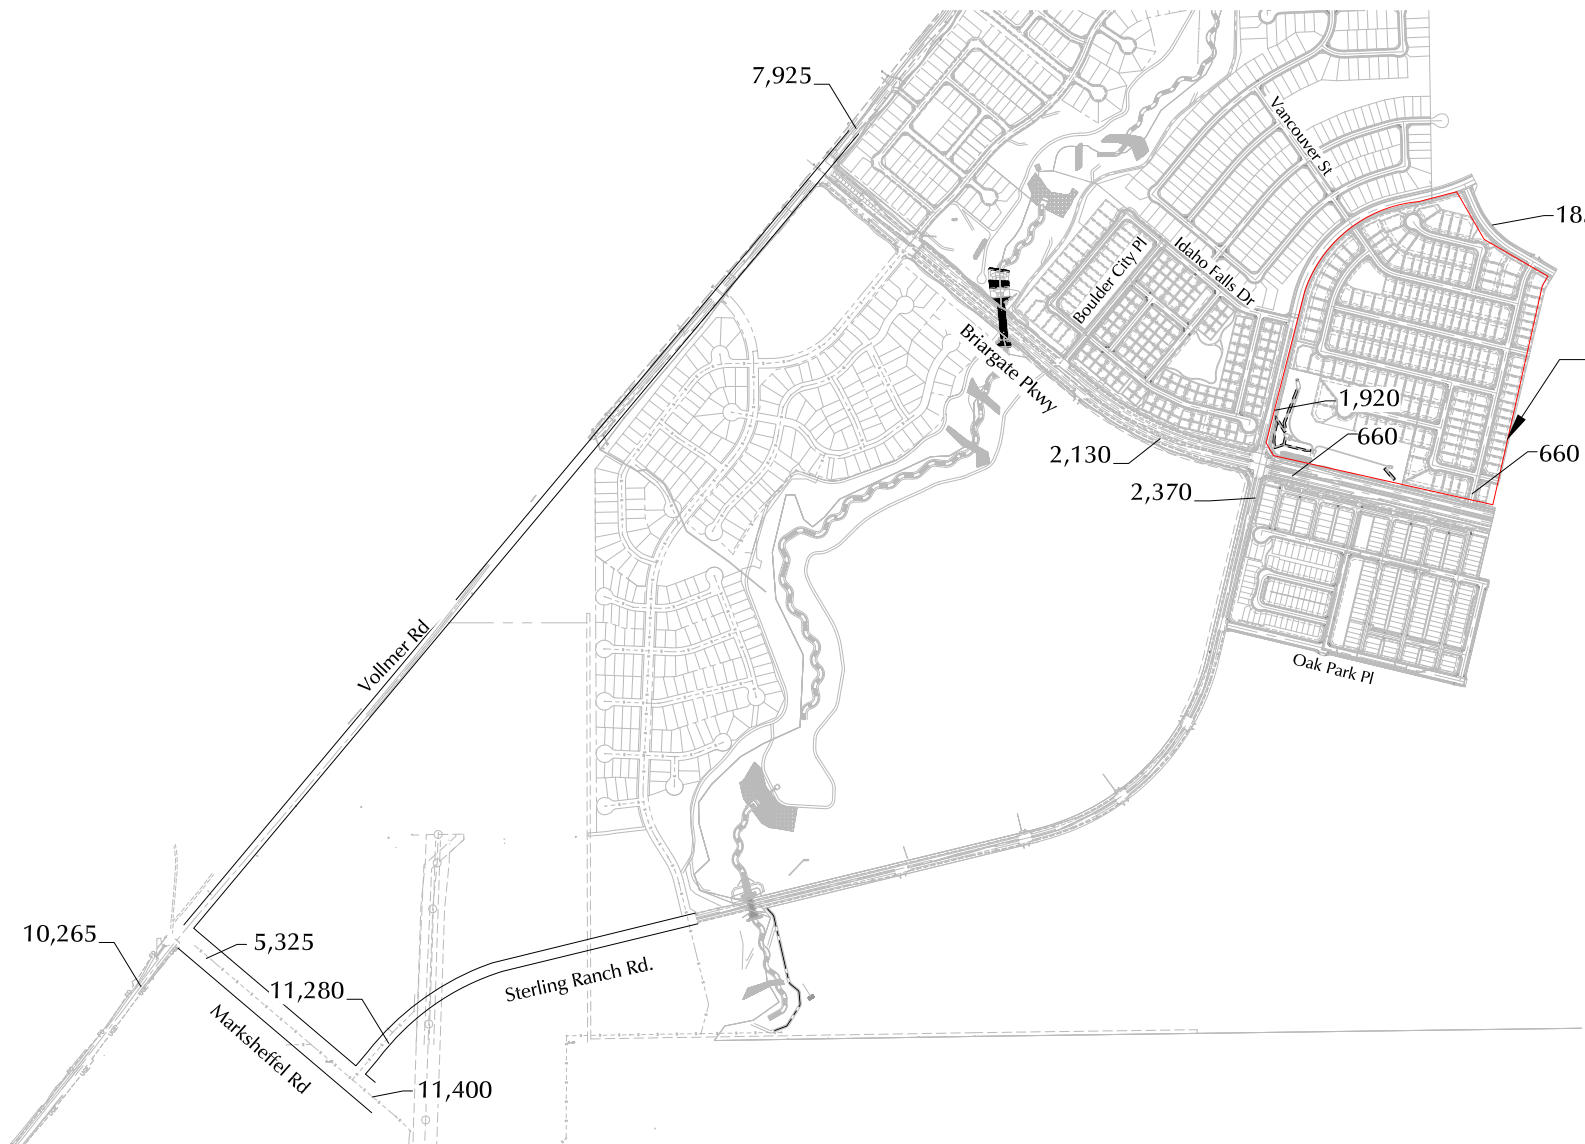 7,925
Vancouver St
18
Idaho Falls Dr
Boulder City Pl
Briargate Pkwy
1,920
660
660
2,130
2,370
Vollmer Rd
Oak Park Pl
10,265
5,325
11,280
Sterling Ranch Rd.
Marksheffel Rd
11,400